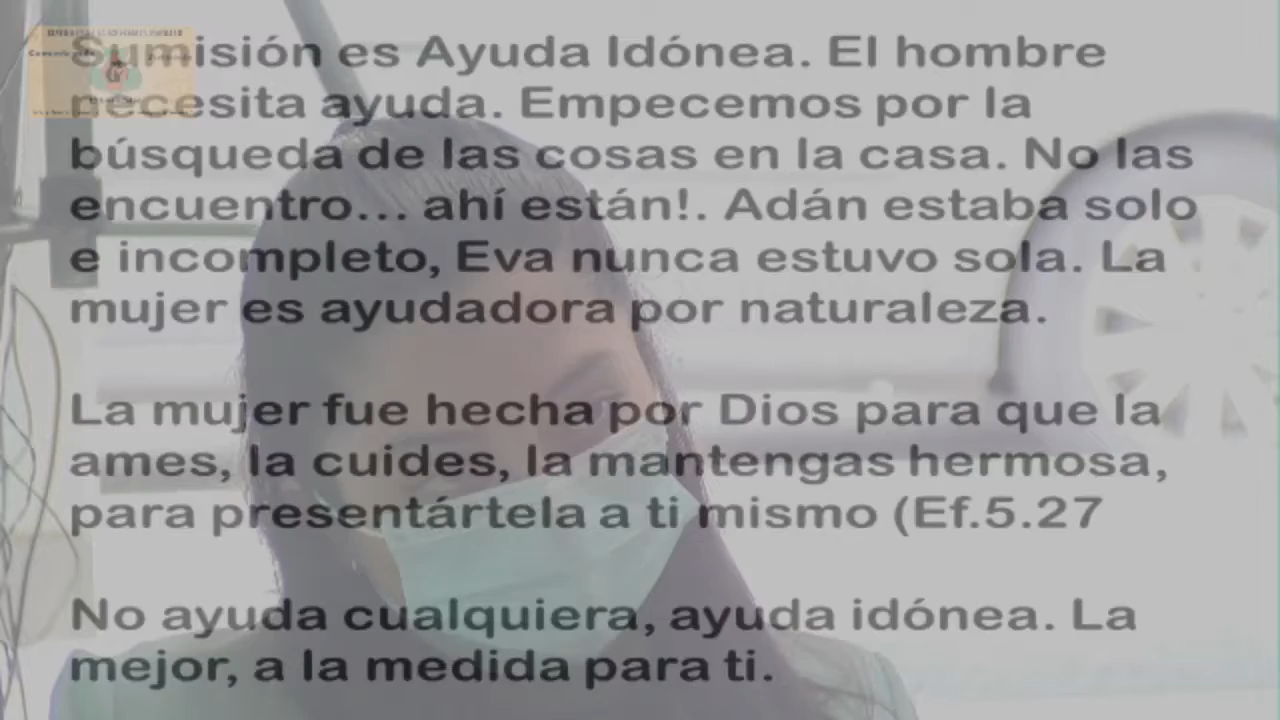 Sumisión es Ayuda Idónea. El hombre
necesita ayuda. Empecemos por la
búsqueda de las cosas en la casa. No las
encuentro... ahí están!. Adán estaba solo
e incompleto, Eva nunca estuvo sola. La
mujer es ayudadora por naturaleza.
La mujer fue hecha por Dios para que la
ames, la cuides, la mantengas hermosa,
para presentártela a ti mismo (Ef.5.27
No ayuda cualquiera, ayuda idónea. La
mejor, a la medida para ti.